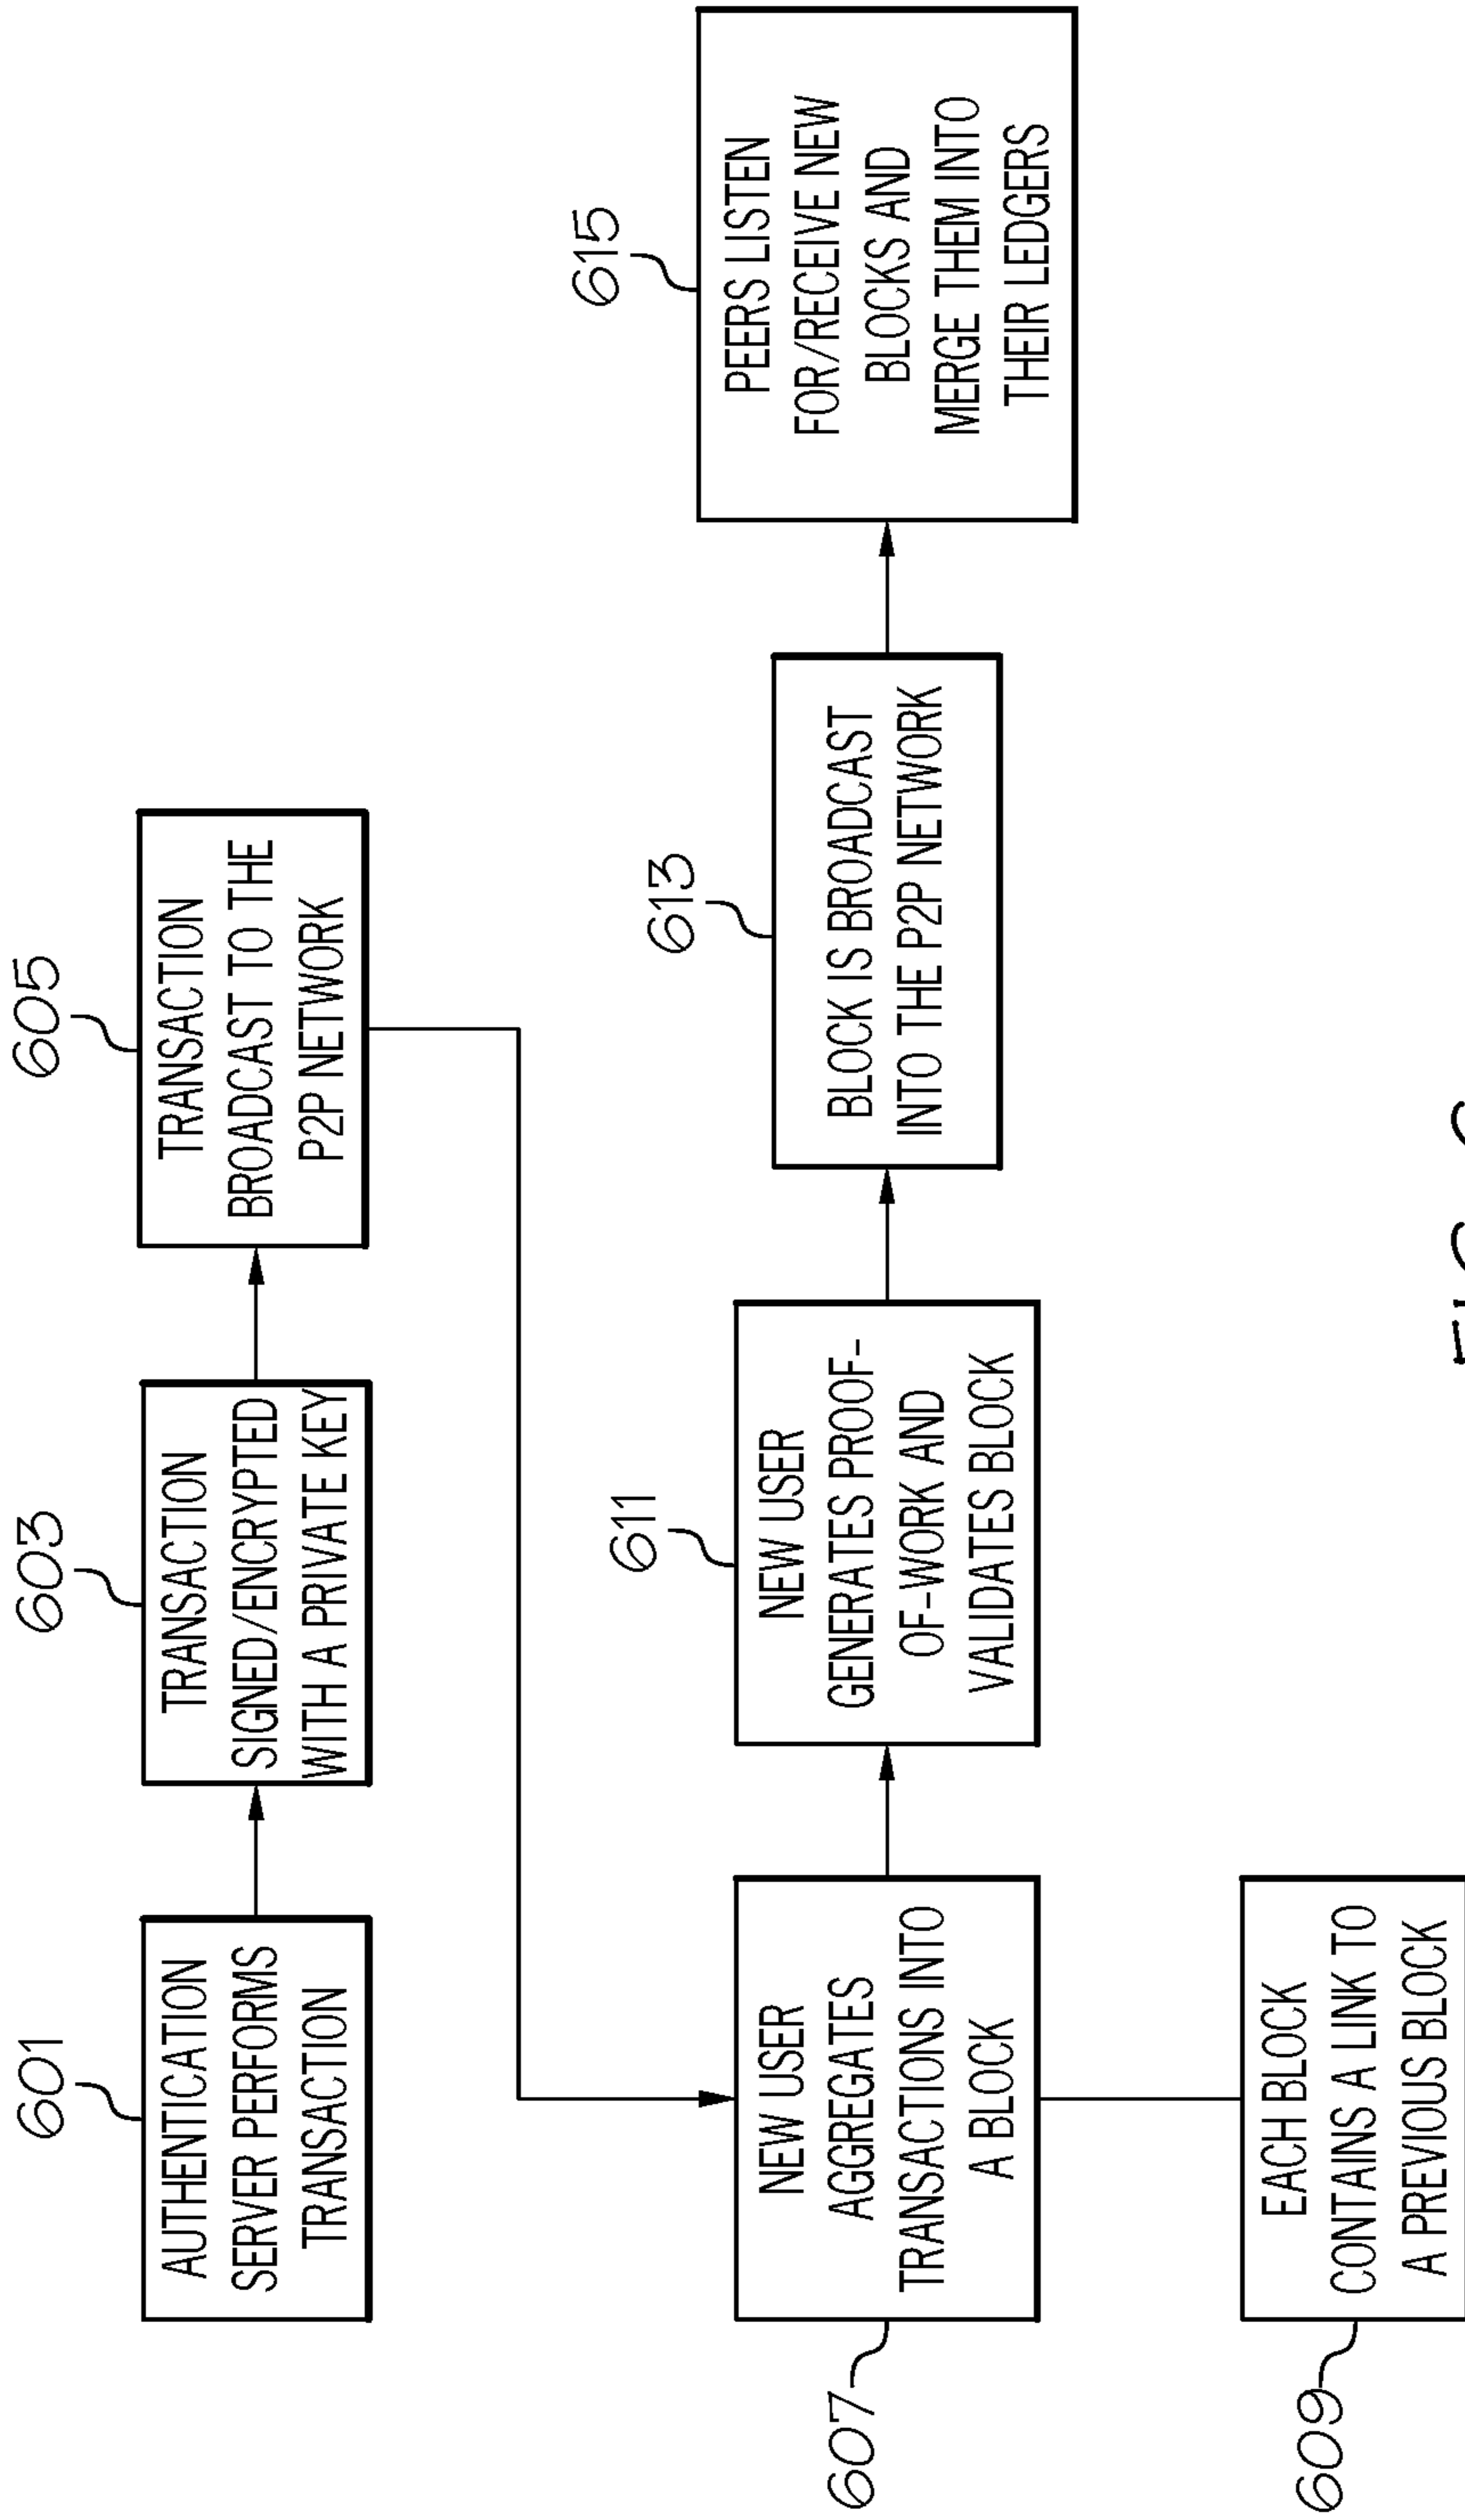 601
AUTHENTICATION
SERVER PERFORMS
TRANSACTION
603
TRANSACTION
SIGNED/ENCRYPTED
WITH A PRIVATE KEY
605
TRANSACTION
BROADCAST TO THE
P2P NETWORK
607
NEW USER
AGGREGATES
TRANSACTIONS INTO
A BLOCK
609
EACH BLOCK
CONTAINS A LINK TO
A PREVIOUS BLOCK
611
NEW USER
GENERATES PROOF-
OF-WORK AND
VALIDATES BLOCK
613
BLOCK IS BROADCAST
INTO THE P2P NETWORK
615
PEERS LISTEN
FOR/RECEIVE NEW
BLOCKS AND
MERGE THEM INTO
THEIR LEDGERS